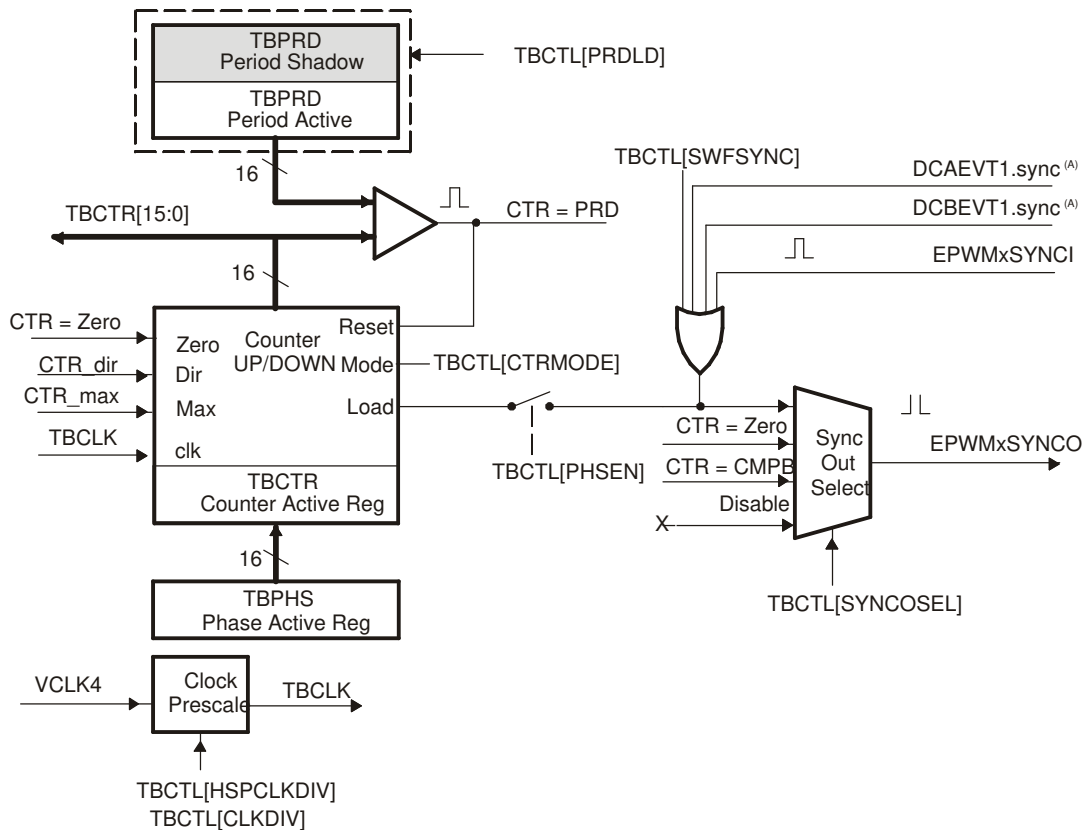 TBPRD
Period Shadow
TBPRD
Period Active
TBCTL[PRDLD]
16
TBCTR[15:0]
CTR = PRD
16
TBCTL[SWFSYNC]
DCAEVT1.sync (A)
DCBEVT1.sync (A)
EPWMxSYNCI
CTR = Zero
CTR_dir
CTR_max
TBCLK
Zero
Dir
Max
clk
Counter
UP/DOWN
Reset
Mode
Load
TBCTR
Counter Active Reg
TBCTL[CTRMODE]
TBCTL[PHSEN]
CTR = Zero
CTR = CMPB
Disable
X
Sync
Out
Select
EPWMxSYNCO
TBCTL[SYNCOSEL]
16
TBPHS
Phase Active Reg
VCLK4
Clock
Prescale
TBCLK
TBCTL[HSPCLKDIV]
TBCTL[CLKDIV]